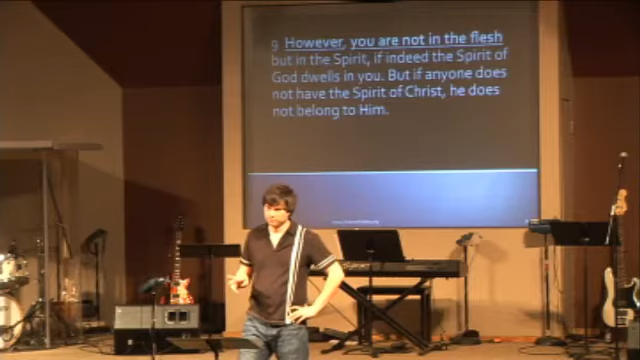 9 However, you are not in the flesh
but in the Spirit, if indeed the Spirit of
God dwells in you. But if anyone does
not have the Spirit of Christ, he does
not belong to Him.